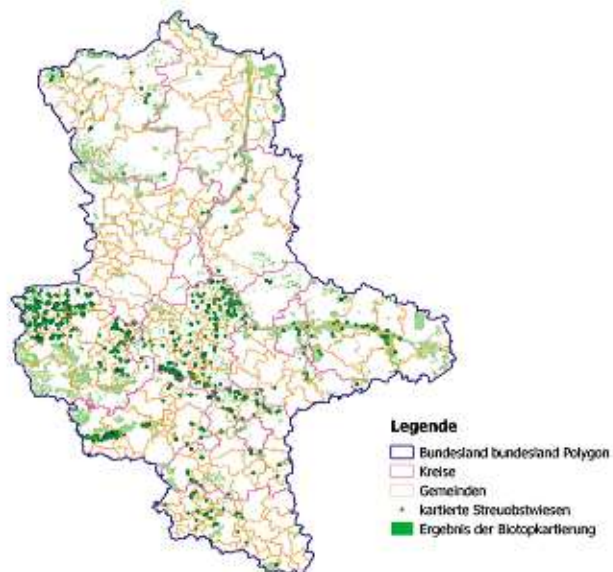 Legende
Bundesland bundesland Polygon
Kreise
Gemeinden
kartierte Streuobstwiesen
Ergebnis der Biotopkartierung